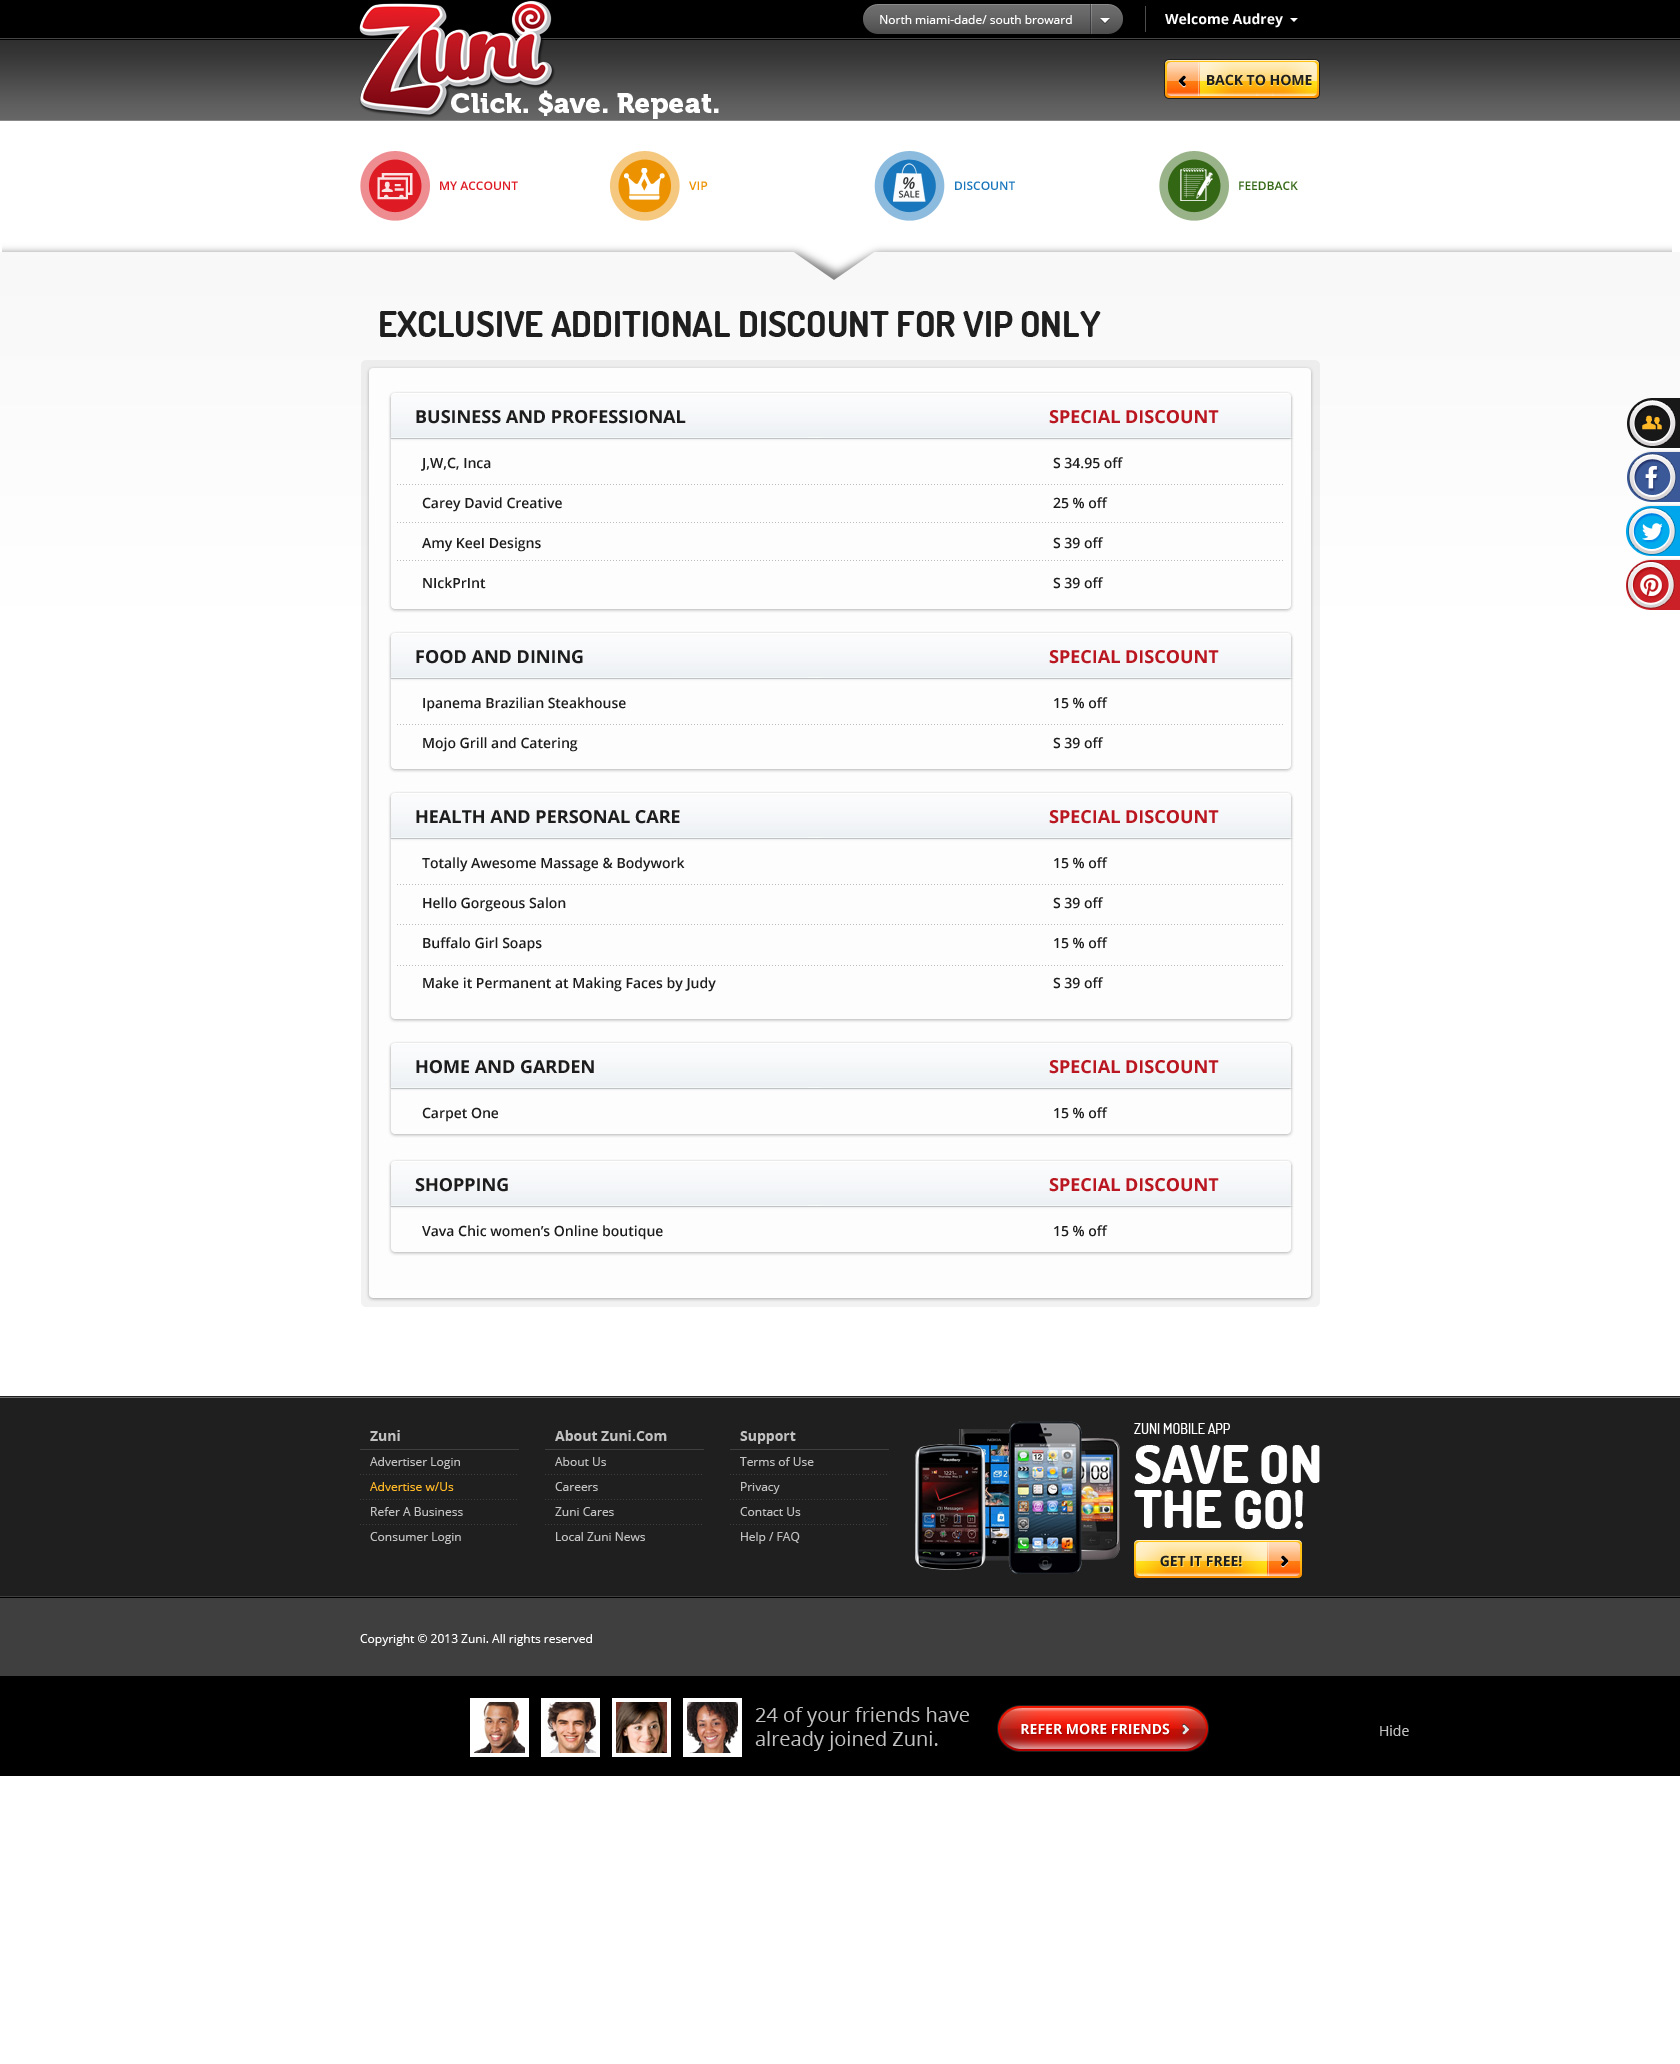 Zuni
Click. $ave. Repeat.
North miami-dade/ south broward
Welcome Audrey
BACK TO HOME
MY ACCOUNT
VIP
% SALE
DISCOUNT
FEEDBACK
EXCLUSIVE ADDITIONAL DISCOUNT FOR VIP ONLY
BUSINESS AND PROFESSIONAL SPECIAL DISCOUNT
J,W,C, Inca S 34.95 off
Carey David Creative 25 % off
Amy Keel Designs S 39 off
NIckPrInt S 39 off
FOOD AND DINING SPECIAL DISCOUNT
Ipanema Brazilian Steakhouse 15 % off
Mojo Grill and Catering S 39 off
HEALTH AND PERSONAL CARE SPECIAL DISCOUNT
Totally Awesome Massage & Bodywork 15 % off
Hello Gorgeous Salon S 39 off
Buffalo Girl Soaps 15 % off
Make it Permanent at Making Faces by Judy S 39 off
HOME AND GARDEN SPECIAL DISCOUNT
Carpet One 15 % off
SHOPPING SPECIAL DISCOUNT
Vava Chic women’s Online boutique 15 % off
Zuni
Advertiser Login
Advertise w/Us
Refer A Business
Consumer Login
About Zuni.Com
About Us
Careers
Zuni Cares
Local Zuni News
Support
Terms of Use
Privacy
Contact Us
Help / FAQ
ZUNI MOBILE APP
SAVE ON
THE GO!
GET IT FREE!
Copyright © 2013 Zuni. All rights reserved
24 of your friends have
already joined Zuni.
REFER MORE FRIENDS
Hide